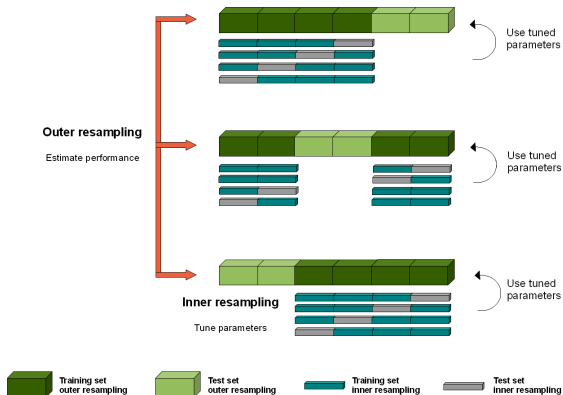 Use tuned
parameters
Outer resampling
Estimate performance
Use tuned
parameters
Inner resampling
Tune parameters
Use tuned
parameters
Training set
outer resampling
Test set
outer resampling
Training set
inner resampling
Test set
inner resampling